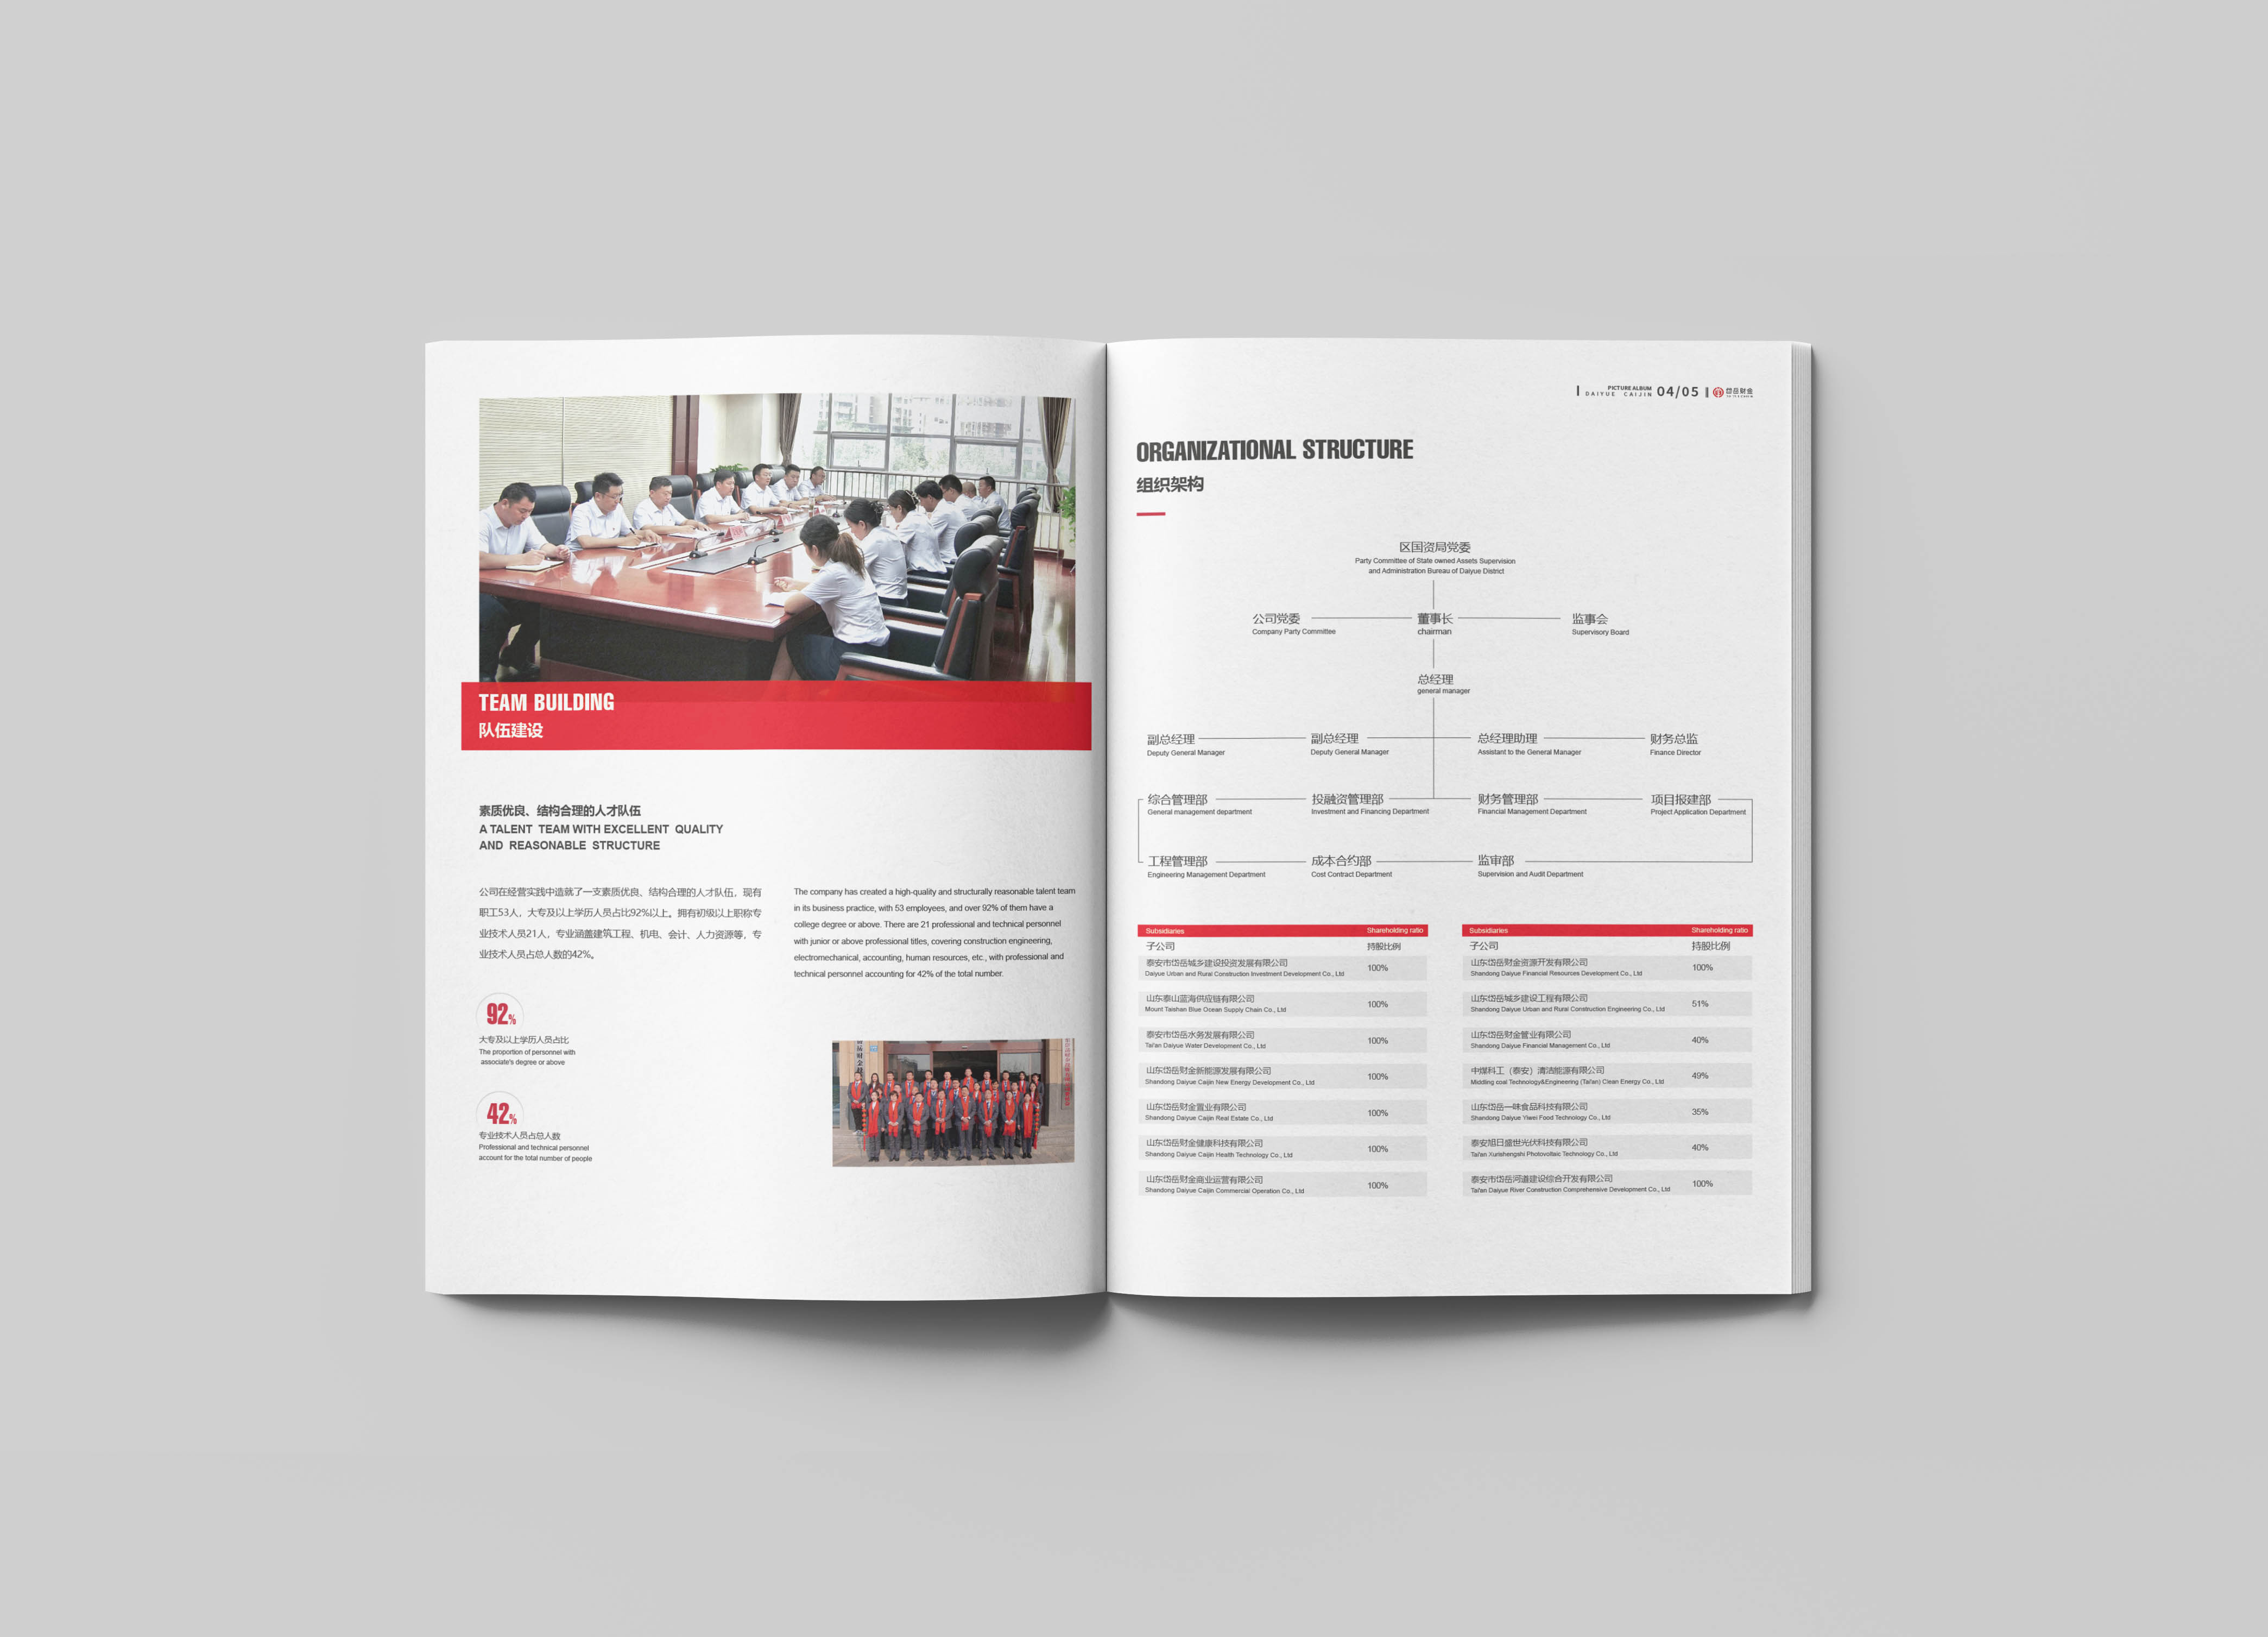 TEAM BUILDING
队伍建设
素质优良、结构合理的人才队伍
A TALENT TEAM WITH EXCELLENT QUALITY
AND REASONABLE STRUCTURE
公司在经营实践中造就了一支素质优良、结构合理的人才队伍，现有
职工53人，大专及以上学历人员占比92%以上。拥有初级以上职称专
业技术人员21人，专业涵盖建筑工程、机电、会计、人力资源等，专
业技术人员占总人数的42%。
The company has created a high-quality and structurally reasonable talent team
in its business practice, with 53 employees, and over 92% of them have a
college degree or above. There are 21 professional and technical personnel
with junior or above professional titles, covering construction engineering,
electromechanical, accounting, human resources, etc., with professional and
technical personnel accounting for 42% of the total number.
92%
大专及以上学历人员占比
The proportion of personnel with
associate's degree or above
42%
专业技术人员占总人数
Professional and technical personnel
account for the total number of people
PICTURE ALBUM
DAIYUE CAIJIN
04/05
岱岳财金
ORGANIZATIONAL STRUCTURE
组织架构
区国资局党委
Party Committee of State owned Assets Supervision
and Administration Bureau of Daiyue District
公司党委 董事长 监事会
Company Party Committee chairman Supervisory Board
总经理
general manager
副总经理 副总经理 总经理助理 财务总监
Deputy General Manager Deputy General Manager Assistant to the General Manager Finance Director
综合管理部 投融资管理部 财务管理部 项目报建部
General management department Investment and Financing Department Financial Management Department Project Application Department
工程管理部 成本合约部 监审部
Engineering Management Department Cost Contract Department Supervision and Audit Department
Subsidiaries Shareholding ratio
子公司 持股比例
泰安市岱岳城乡建设投资发展有限公司 100%
Daiyue Urban and Rural Construction Investment Development Co., Ltd
山东泰山蓝海供应链有限公司 100%
Mount Taishan Blue Ocean Supply Chain Co., Ltd
泰安市岱岳水务发展有限公司 100%
Tai'an Daiyue Water Development Co., Ltd
山东岱岳财金新能源发展有限公司 100%
Shandong Daiyue Caijin New Energy Development Co., Ltd
山东岱岳财金置业有限公司 100%
Shandong Daiyue Caijin Real Estate Co., Ltd
山东岱岳财金健康科技有限公司 100%
Shandong Daiyue Caijin Health Technology Co., Ltd
山东岱岳财金商业运营有限公司 100%
Shandong Daiyue Caijin Commercial Operation Co., Ltd
Subsidiaries Shareholding ratio
子公司 持股比例
山东岱岳财金资源开发有限公司 100%
Shandong Daiyue Financial Resources Development Co., Ltd
山东岱岳城乡建设工程有限公司 51%
Shandong Daiyue Urban and Rural Construction Engineering Co., Ltd
山东岱岳财金管业有限公司 40%
Shandong Daiyue Financial Management Co., Ltd
中煤科工（泰安）清洁能源有限公司 49%
Middling coal Technology&Engineering (Tai'an) Clean Energy Co., Ltd
山东岱岳一味食品科技有限公司 35%
Shandong Daiyue Yiwei Food Technology Co., Ltd
泰安旭日盛世光伏科技有限公司 40%
Tai'an Xurishengshi Photovoltaic Technology Co., Ltd
泰安市岱岳河道建设综合开发有限公司 100%
Tai'an Daiyue River Construction Comprehensive Development Co., Ltd